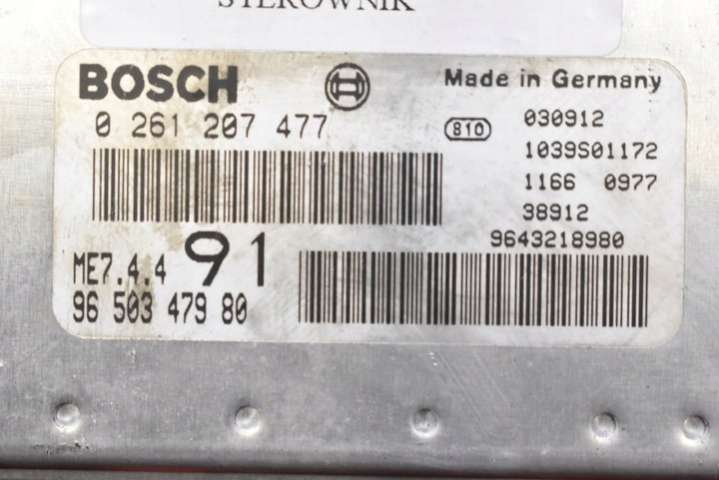 STEROWNIK
BOSCH
Made in Germany
0 261 207 477
810
030912
1039S01172
1166 0977
38912
9643218980
ME7.4.4
91
96 503 479 80